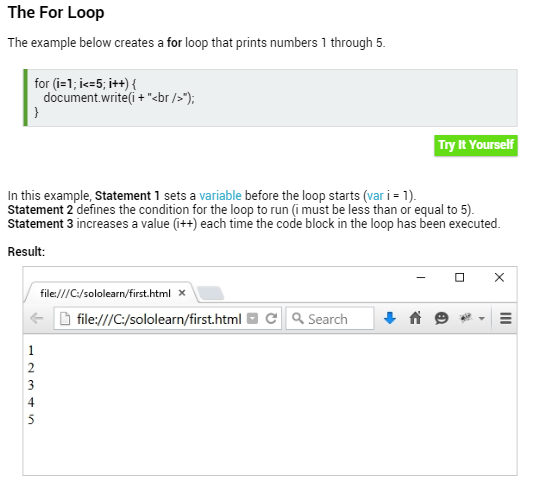 The For Loop
The example below creates a for loop that prints numbers 1 through 5.
for (i=1; i<=5; i++) {
document.write(i + "<br />");
}
Try It Yourself
In this example, Statement 1 sets a variable before the loop starts (var i = 1).
Statement 2 defines the condition for the loop to run (i must be less than or equal to 5).
Statement 3 increases a value (i++) each time the code block in the loop has been executed.
Result:
file:///C:/sololearn/first.html ×
file:///C:/sololearn/first.html
Search
1
2
3
4
5